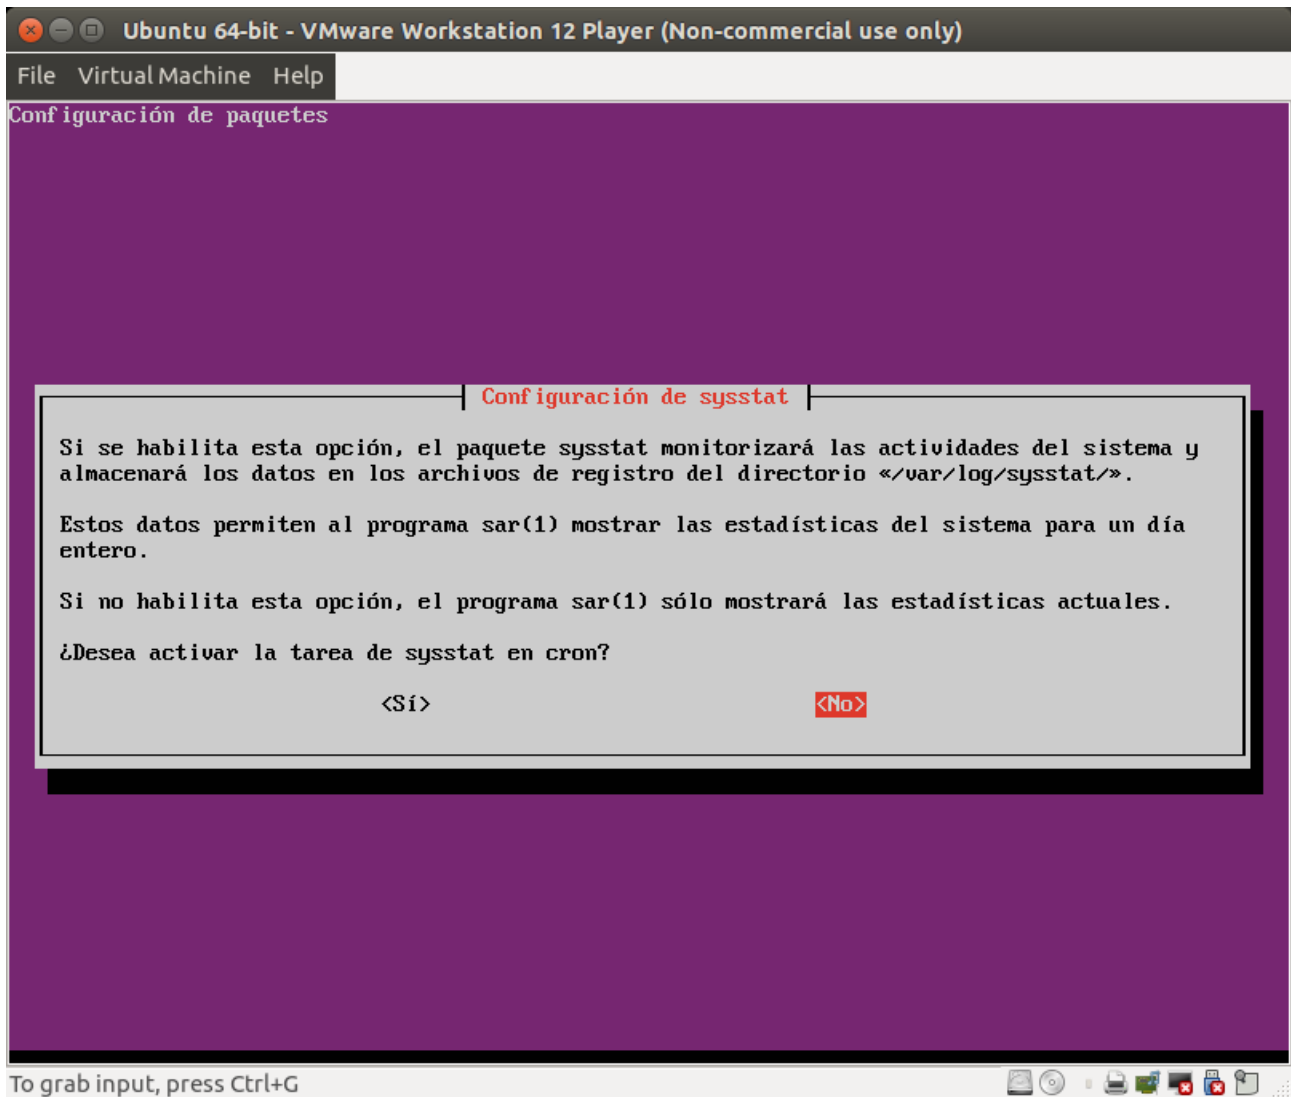 Ubuntu 64-bit - VMware Workstation 12 Player (Non-commercial use only)
File Virtual Machine Help
Configuración de paquetes
Configuración de sysstat
Si se habilita esta opción, el paquete sysstat monitorizará las actividades del sistema y
almacenará los datos en los archivos de registro del directorio «/var/log/sysstat/».
Estos datos permiten al programa sar(1) mostrar las estadísticas del sistema para un día
entero.
Si no habilita esta opción, el programa sar(1) sólo mostrará las estadísticas actuales.
¿Desea activar la tarea de sysstat en cron?
<Sí> <No>
To grab input, press Ctrl+G